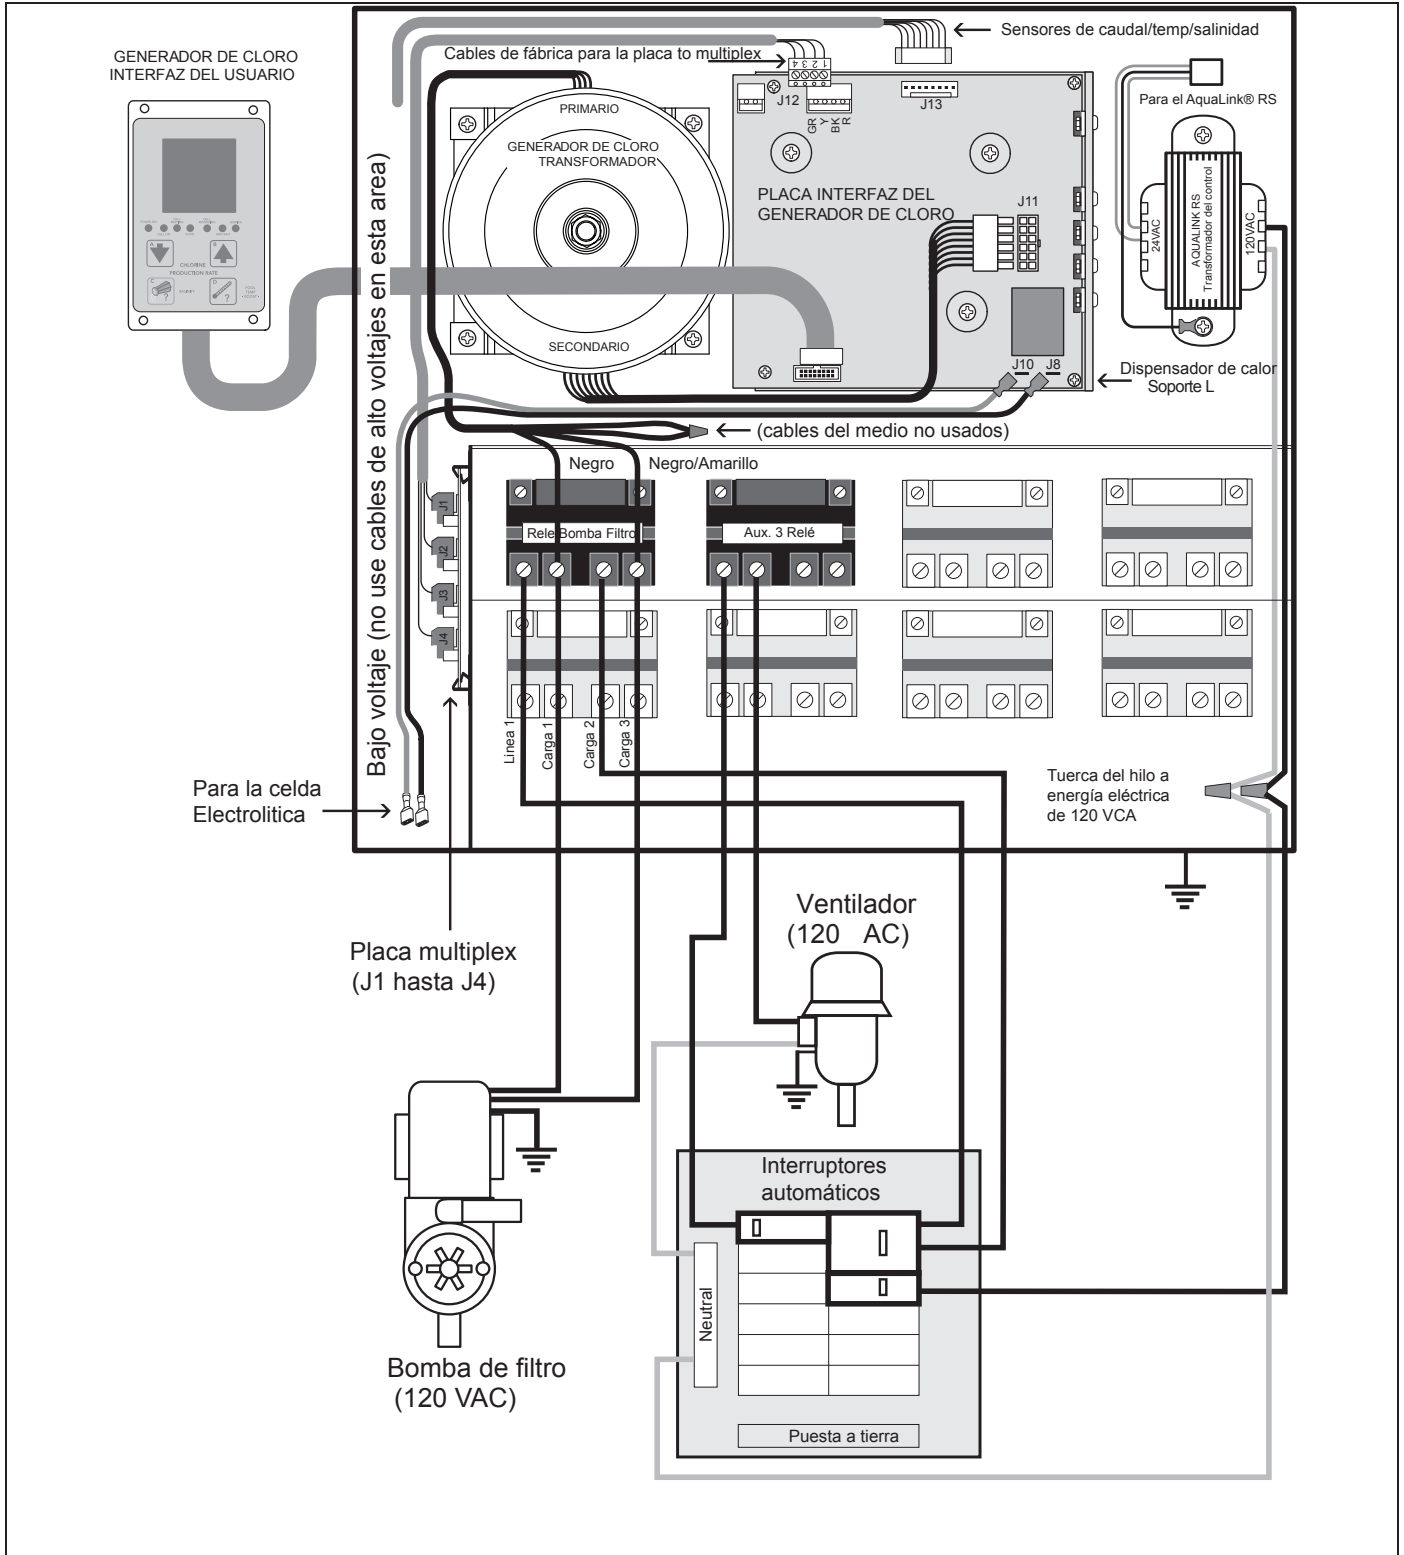 Sensores de caudal/temp/salinidad
GENERADOR DE CLORO
INTERFAZ DEL USUARIO
Cables de fábrica para la placa to multiplex
4 3 2 1
J12
J13
GR
Y
BK
R
Para el AquaLink® RS
PRIMARIO
GENERADOR DE CLORO
TRANSFORMADOR
SECONDARIO
PLACA INTERFAZ DEL
GENERADOR DE CLORO
J11
J10
J8
24VAC
AQUALINK RS
Transformador del control
120VAC
A
B
CHLORINE
PRODUCTION RATE
C
SALINITY
D
POOL
TEMP
?
?
Dispensador de calor
Soporte L
Bajo voltaje (no use cables de alto voltajes en esta area)
(cables del medio no usados)
Negro
Negro/Amarillo
J1
J2
J3
J4
Rele Bomba Filtro
Aux. 3 Relé
Linea 1
Carga 1
Carga 2
Carga 3
Para la celda
Electrolitica
Tuerca del hilo a
energía eléctrica
de 120 VCA
Placa multiplex
(J1 hasta J4)
Ventilador
(120 AC)
Interruptores
automáticos
Neutral
Puesta a tierra
Bomba de filtro
(120 VAC)